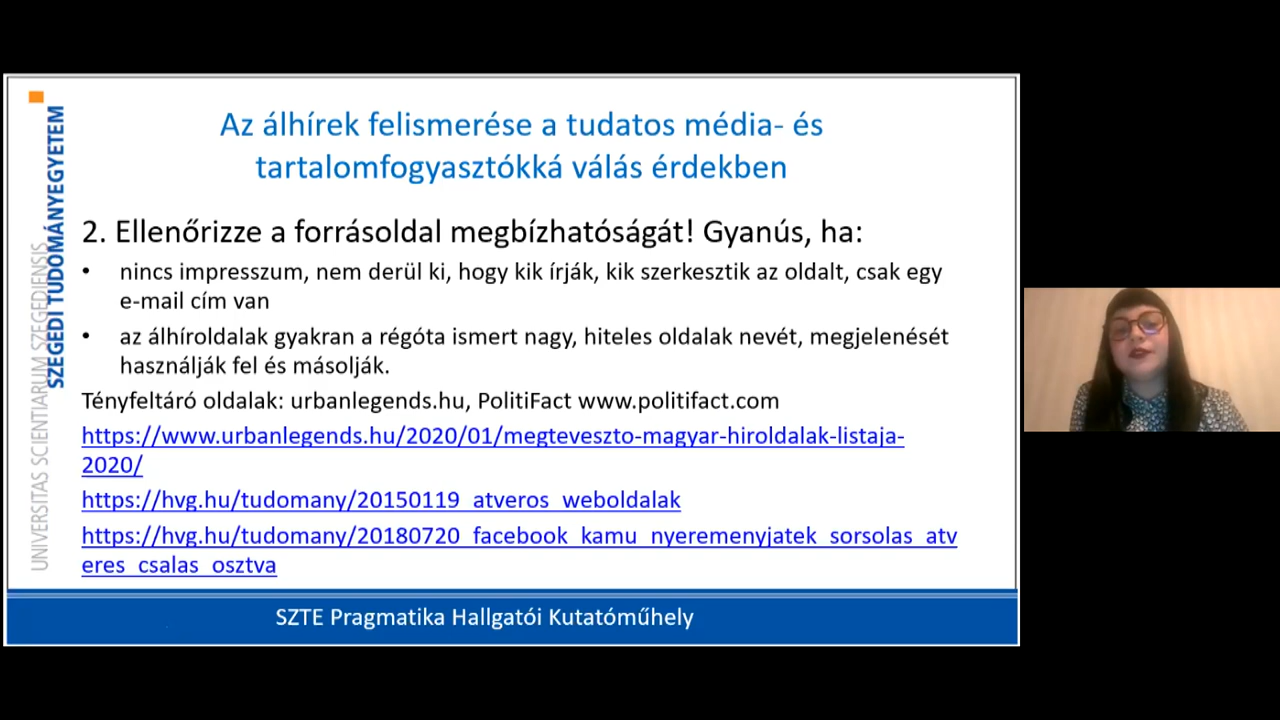 UNIVERSITAS SCIENTIARUM SZEGEDIENSIS
SZEGEDI TUDOMÁNYEGYETEM
Az álhírek felismerése a tudatos média- és
tartalomfogyasztókká válás érdekben
2. Ellenőrizze a forrásoldal megbízhatóságát! Gyanús, ha:
• nincs impresszum, nem derül ki, hogy kik írják, kik szerkesztik az oldalt, csak egy
e-mail cím van
• az álhíroldalak gyakran a régóta ismert nagy, hiteles oldalak nevét, megjelenését
használják fel és másolják.
Tényfeltáró oldalak: urbanlegends.hu, PolitiFact www.politifact.com
https://www.urbanlegends.hu/2020/01/megteveszto-magyar-hiroldalak-listaja-
2020/
https://hvg.hu/tudomany/20150119_atveros_weboldalak
https://hvg.hu/tudomany/20180720_facebook_kamu_nyeremenyjatek_sorsolas_atv
eres_csalas_osztva
SZTE Pragmatika Hallgatói Kutatóműhely